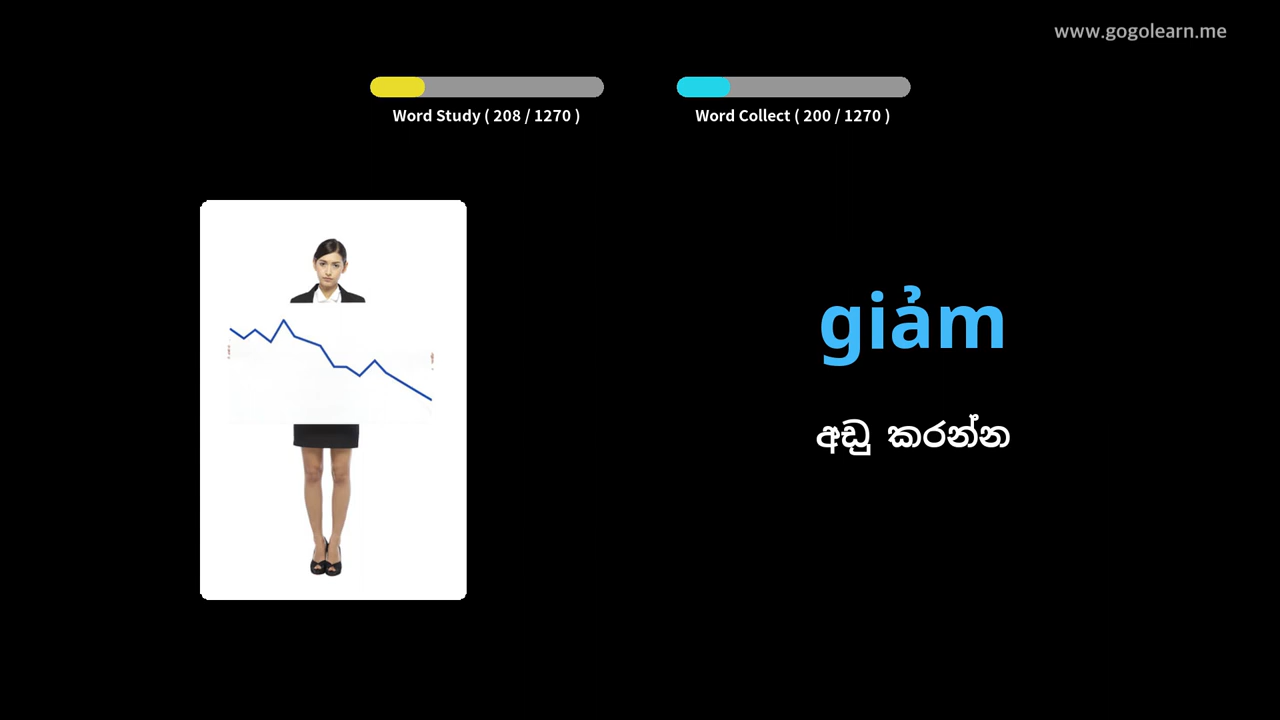 www.gogolearn.me
Word Study ( 208 / 1270 )
Word Collect ( 200 / 1270 )
giảm
අඩු කරන්න